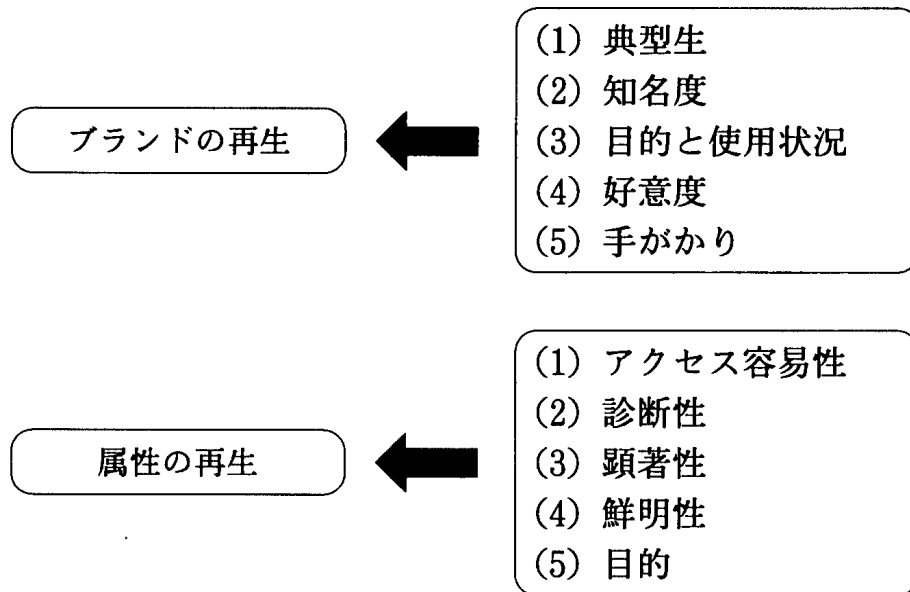 ブランドの再生
(1) 典型生
(2) 知名度
(3) 目的と使用状況
(4) 好意度
(5) 手がかり
属性の再生
(1) アクセス容易性
(2) 診断性
(3) 顕著性
(4) 鮮明性
(5) 目的